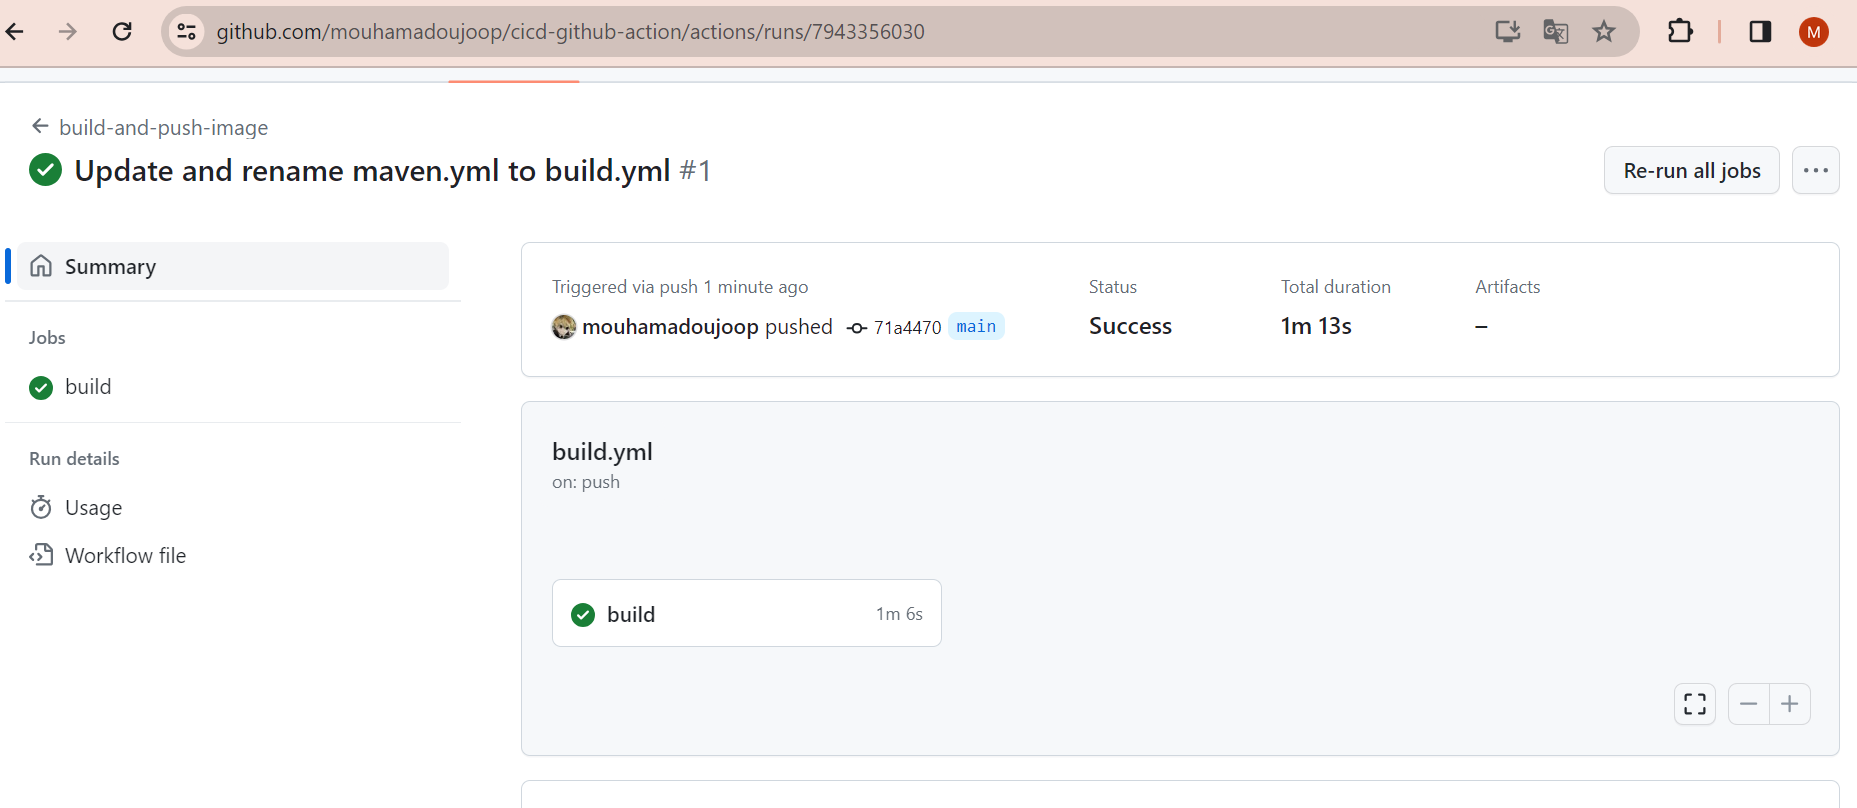 github.com/mouhamadoujoop/cicd-github-action/actions/runs/7943356030
M
build-and-push-image
Update and rename maven.yml to build.yml #1
Re-run all jobs
Summary
Jobs
build
Run details
Usage
Workflow file
Triggered via push 1 minute ago
mouhamadoujoop pushed 71a4470 main
Status
Success
Total duration
1m 13s
Artifacts
–
build.yml
on: push
build 1m 6s